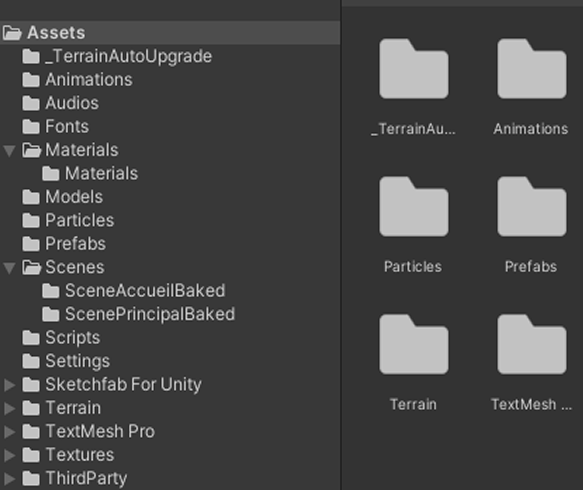 Assets
_TerrainAutoUpgrade
Animations
Audios
Fonts
Materials
Materials
Models
Particles
Prefabs
Scenes
SceneAccueilBaked
ScenePrincipalBaked
Scripts
Settings
Sketchfab For Unity
Terrain
TextMesh Pro
Textures
ThirdParty
_TerrainAu... Animations
Particles Prefabs
Terrain TextMesh ...